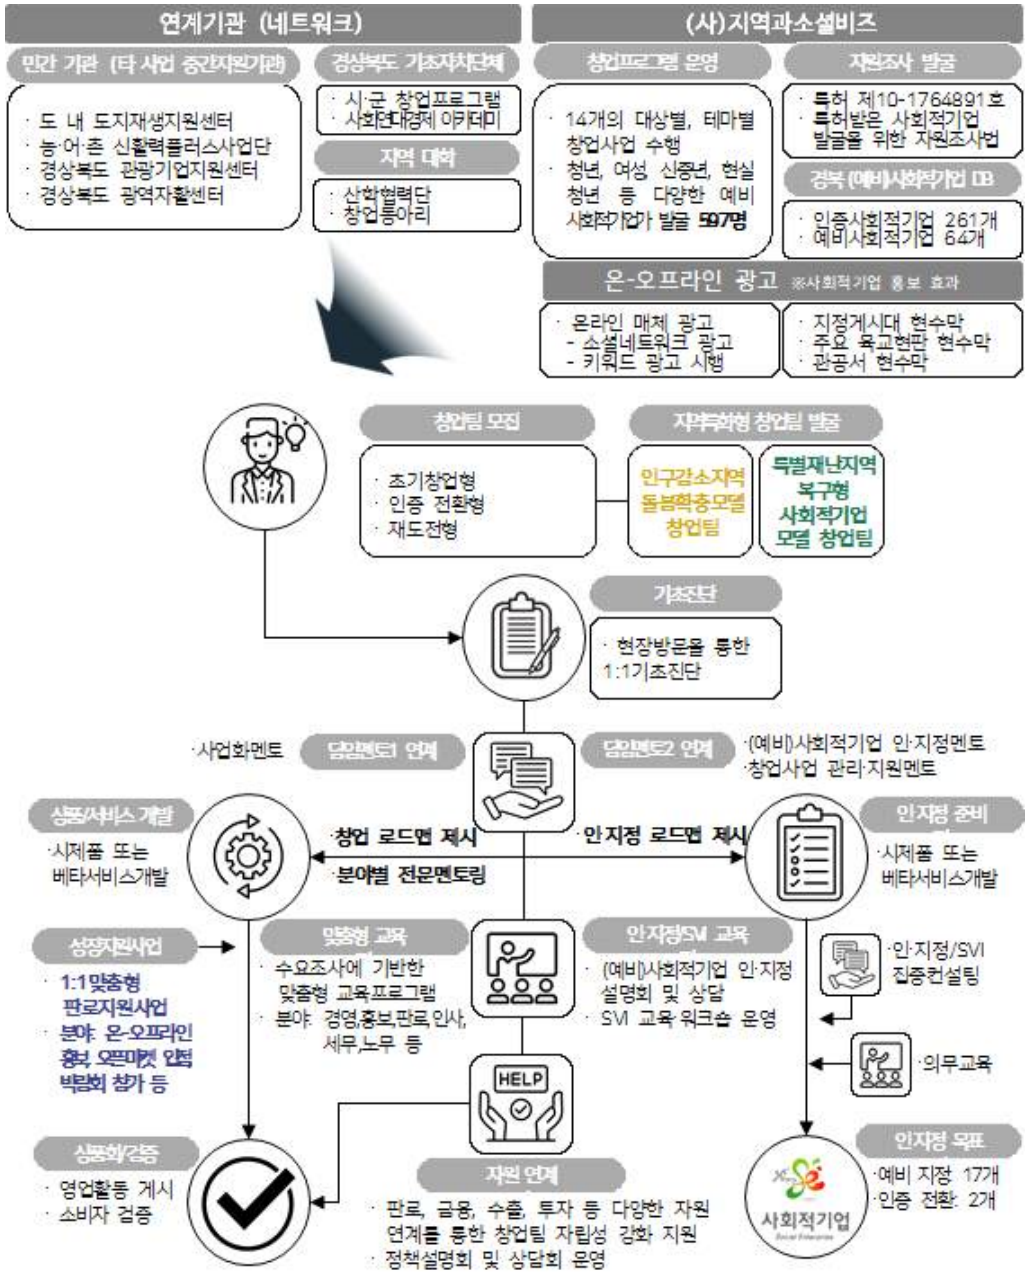 연계기관 (네트워크)
민간 기관 (타 사업 중간지원기관)
· 도 내 도지재생지원센터
· 농·어·촌 신활력플러스사업단
· 경상북도 관광기업지원센터
· 경상북도 광역자활센터
경상북도 기초자치단체
· 시·군 창업프로그램
· 사회연대경제 아카데미
지역 대학
· 산학협력단
· 창업동아리
(사)지역과소셜비즈
창업프로그램 운영
· 14개의 대상별, 테마별
창업사업 수행
· 청년, 여성, 신중년, 현실
청년 등 다양한 예비
사회적기업가 발굴 597명
자원조사 발굴
· 특허 제10-1764891호
· 특허받은 사회적기업
발굴을 위한 자원조사법
경북 (예비)사회적기업 DB
· 인증사회적기업 261개
· 예비사회적기업 64개
온-오프라인 광고 ※사회적기업 홍보 효과
· 온라인 매체 광고
- 소셜네트워크 광고
- 키워드 광고 시행
· 지정게시대 현수막
· 주요 육교현판 현수막
· 관공서 현수막
창업팀 모집
· 초기창업형
· 인증 전환형
· 재도전형
지역특화형 창업팀 발굴
인구감소지역
돌봄확충모델
창업팀
특별재난지역
복구형
사회적기업
모델 창업팀
기초진단
· 현장방문을 통한
1:1기초진단
·사업화멘토
담임멘토1 연계
담임멘토2 연계
·(예비)사회적기업 인·지정멘토
·창업사업 관리·지원멘토
상품/서비스 개발
·시제품 또는
베타서비스개발
·창업 로드맵 제시
·분야별 전문멘토링
·인·지정 로드맵 제시
인·지정 준비
·시제품 또는
베타서비스개발
성장지원사업
· 1:1맞춤형
판로지원사업
· 분야: 온-오프라인
홍보, 오픈마켓 입점,
박람회 참가 등
맞춤형 교육
· 수요조사에 기반한
맞춤형 교육프로그램
· 분야: 경영,홍보,판로,인사,
세무,노무 등
인·지정/SVI 교육
· (예비)사회적기업 인·지정
설명회 및 상담
· SVI 교육·워크숍 운영
·인·지정/SVI
집중컨설팅
·의무교육
HELP
상품화/검증
· 영업활동 게시
· 소비자 검증
자원 연계
· 판로, 금융, 수출, 투자 등 다양한 자원
연계를 통한 창업팀 자립성 강화 지원
· 정책설명회 및 상담회 운영
사회적기업
Social Enterprise
인·지정 목표
·예비 지정: 17개
·인증 전환: 2개